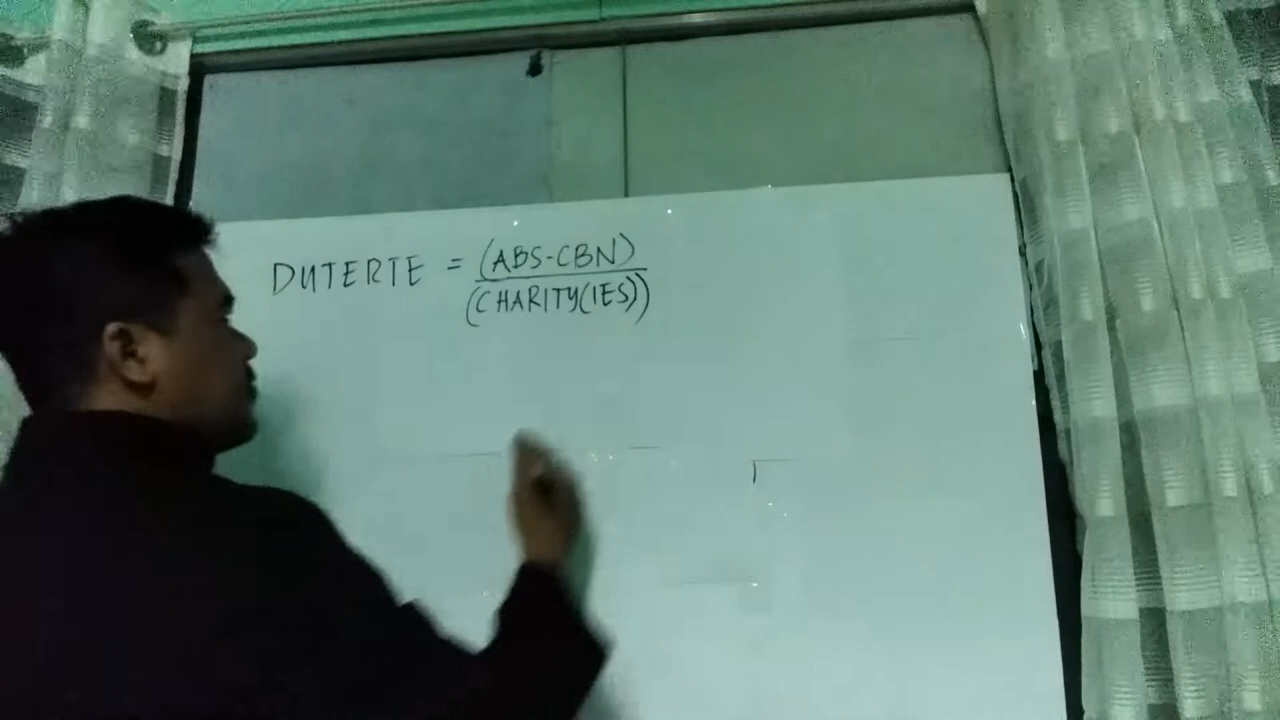 DUTERTE = (ABS-CBN)
(CHARITY(IES))